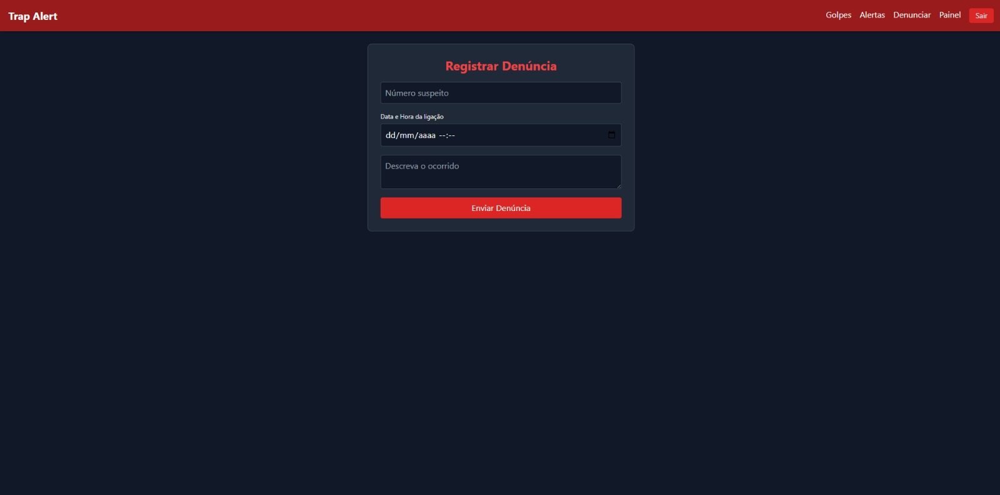 Trap Alert
Golpes Alertas Denunciar Painel Sair
Registrar Denúncia
Número suspeito
Data e Hora da ligação
dd/mm/aaaa --:--
Descreva o ocorrido
Enviar Denúncia